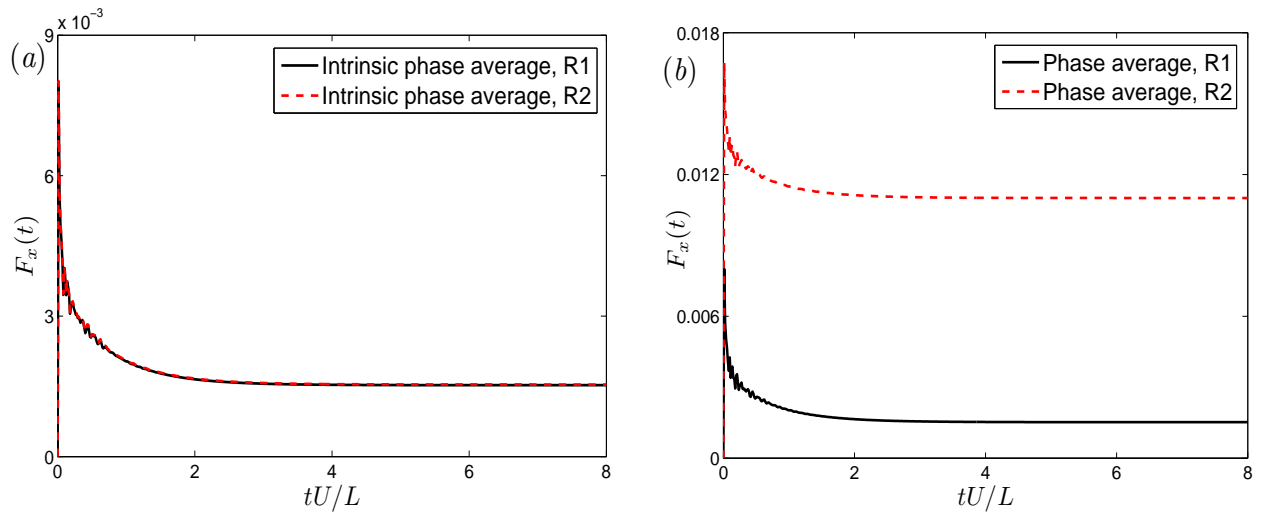 (a)
× 10⁻³
9
6
3
0
F_x(t)
Intrinsic phase average, R1
Intrinsic phase average, R2
0 2 4 6 8
tU/L
(b)
0.018
0.012
0.006
0
F_x(t)
Phase average, R1
Phase average, R2
0 2 4 6 8
tU/L